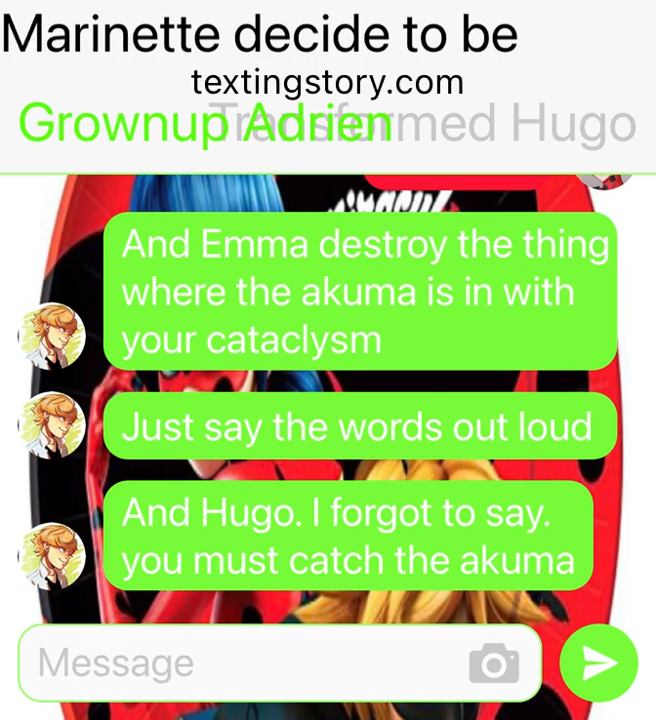 Marinette decide to be
textingstory.com
Grownup Adrien
Transformed Hugo
And Emma destroy the thing
where the akuma is in with
your cataclysm
Just say the words out loud
And Hugo. I forgot to say.
you must catch the akuma
Message